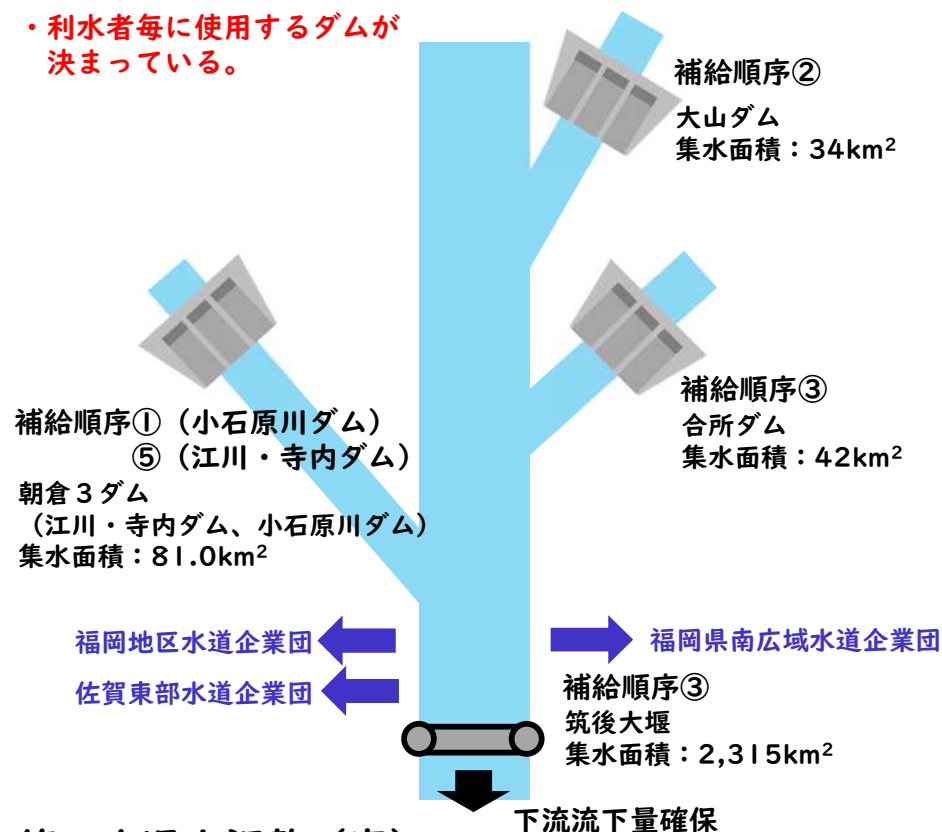 ・利水者毎に使用するダムが
決まっている。
補給順序②
大山ダム
集水面積：34km²
補給順序③
合所ダム
集水面積：42km²
補給順序①（小石原川ダム）
⑤（江川・寺内ダム）
朝倉３ダム
（江川・寺内ダム、小石原川ダム）
集水面積：81.0km²
福岡地区水道企業団
福岡県南広域水道企業団
佐賀東部水道企業団
補給順序③
筑後大堰
集水面積：2,315km²
下流流下量確保